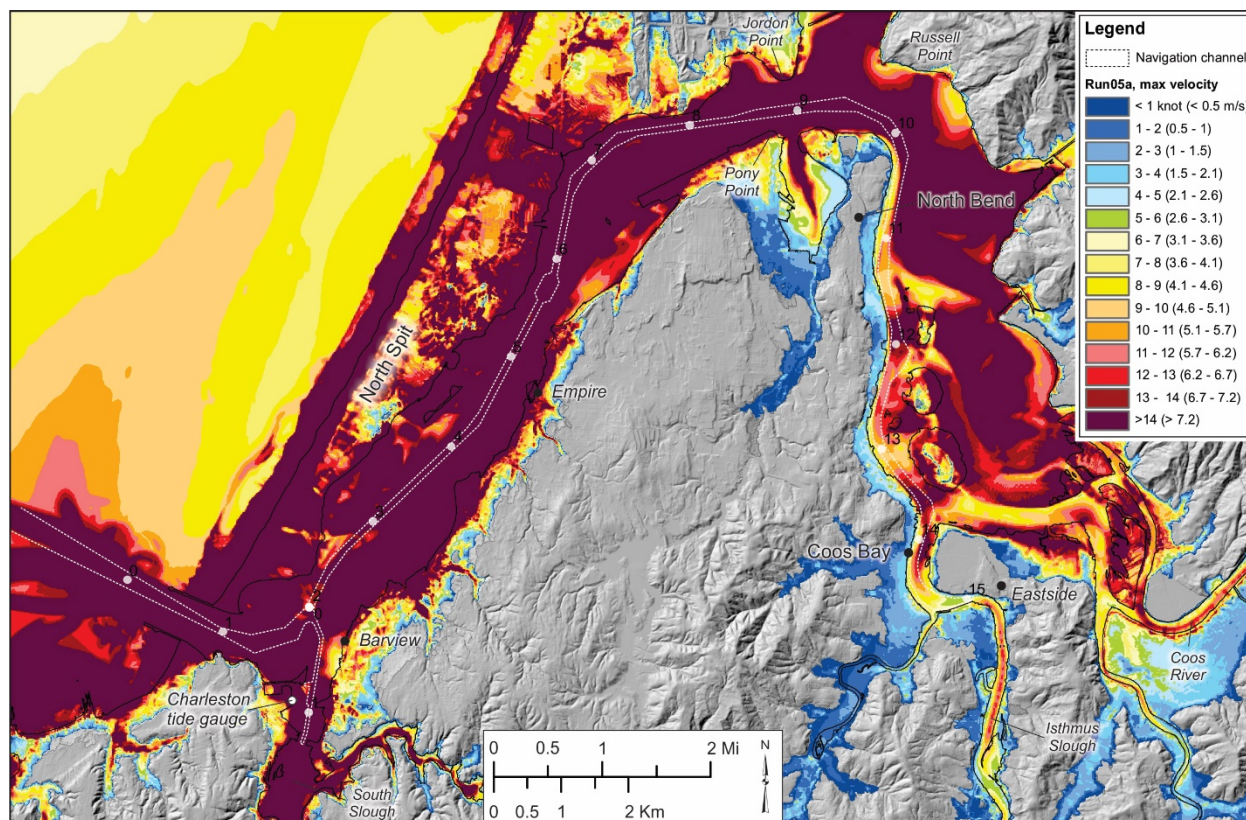 Jordon
Point
Russell
Point
Legend
Navigation channel
Run05a, max velocity
< 1 knot (< 0.5 m/s)
1 - 2 (0.5 - 1)
2 - 3 (1 - 1.5)
3 - 4 (1.5 - 2.1)
4 - 5 (2.1 - 2.6)
5 - 6 (2.6 - 3.1)
6 - 7 (3.1 - 3.6)
7 - 8 (3.6 - 4.1)
8 - 9 (4.1 - 4.6)
9 - 10 (4.6 - 5.1)
10 - 11 (5.1 - 5.7)
11 - 12 (5.7 - 6.2)
12 - 13 (6.2 - 6.7)
13 - 14 (6.7 - 7.2)
>14 (> 7.2)
9
8
10
7
Pony
Point
North Bend
11
6
12
5
North Spit
Empire
4
13
3
14
Coos Bay
0
15
Eastside
2
1
Barview
Coos
River
Charleston
tide gauge
Isthmus
Slough
South
Slough
0
0.5
1
2 Mi
N
0
0.5
1
2 Km